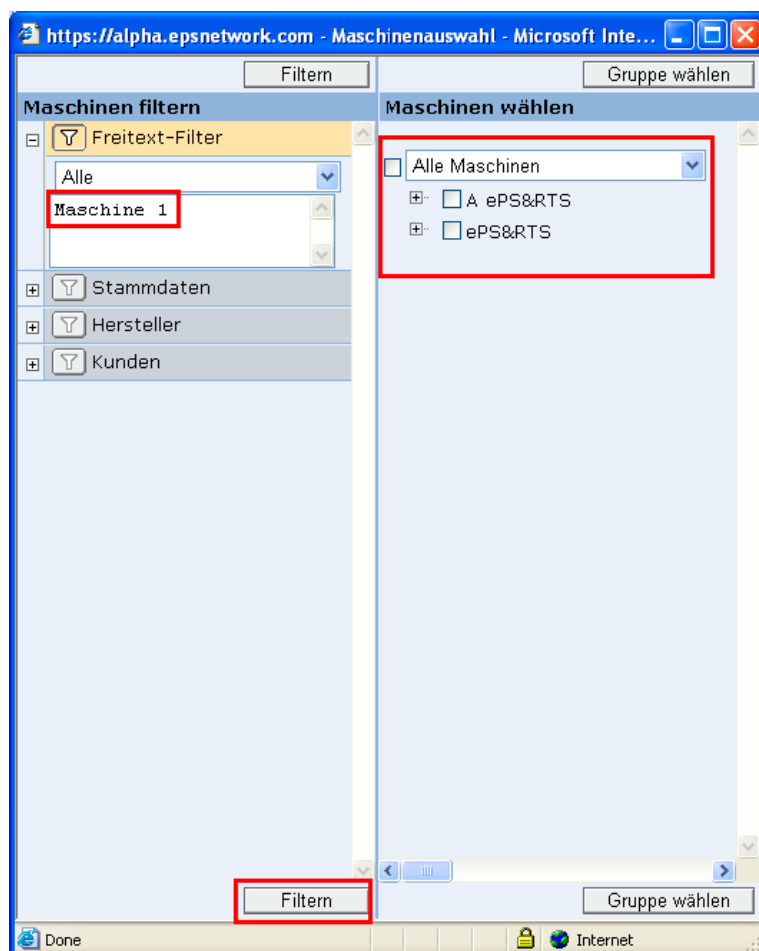 https://alpha.epsnetwork.com - Maschinenauswahl - Microsoft Inte...
Filtern
Gruppe wählen
Maschinen filtern
Maschinen wählen
Freitext-Filter
Alle
Maschine 1
Stammdaten
Hersteller
Kunden
Alle Maschinen
A ePS&RTS
ePS&RTS
Filtern
Gruppe wählen
Done
Internet